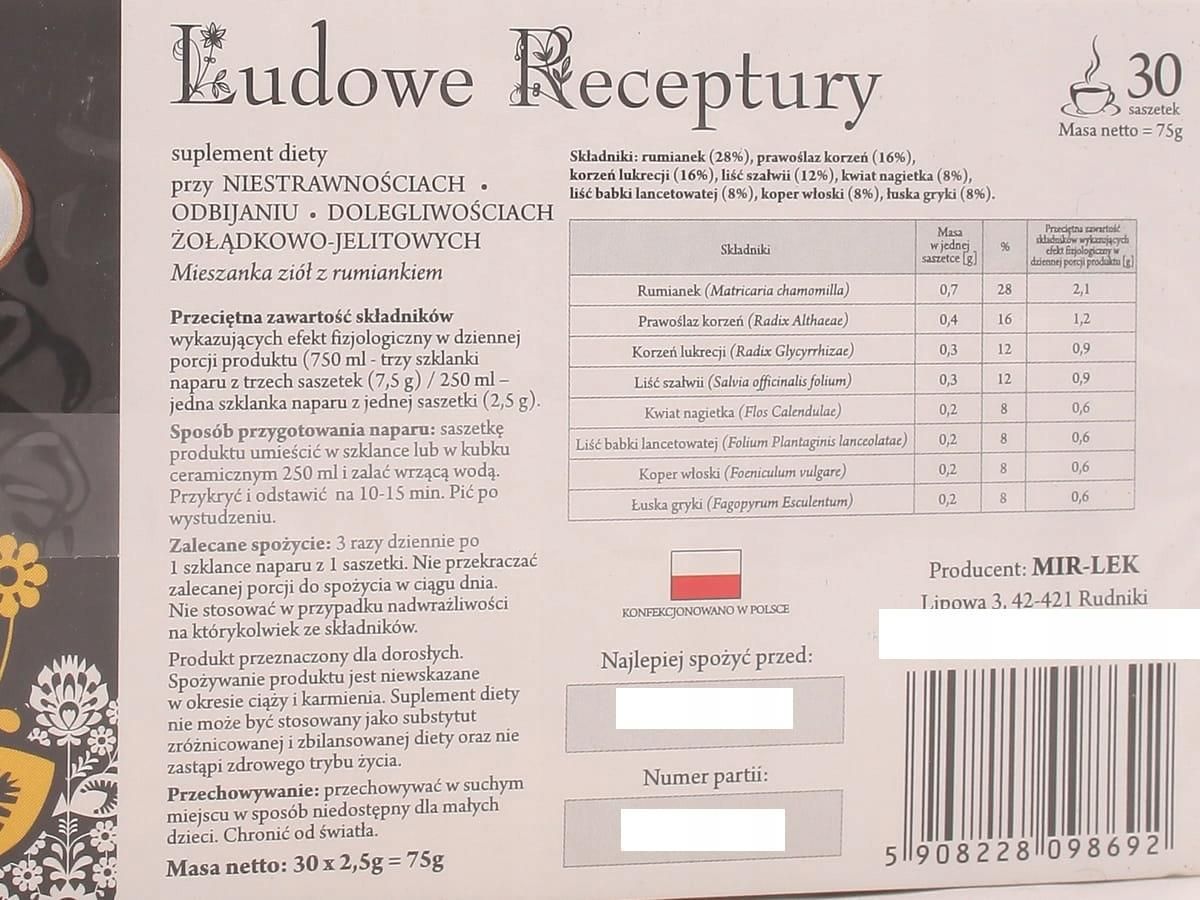 Ludowe Receptury
30
saszetek
Masa netto = 75g
suplement diety
przy NIESTRAWNOŚCIACH •
ODBIJANIU • DOLEGLIWOŚCIACH
ŻOŁĄDKOWO-JELITOWYCH
Mieszanka ziół z rumiankiem
Przeciętna zawartość składników
wykazujących efekt fizjologiczny w dziennej
porcji produktu (750 ml - trzy szklanki
naparu z trzech saszetek (7,5 g) / 250 ml –
jedna szklanka naparu z jednej saszetki (2,5 g).
Sposób przygotowania naparu: saszetkę
produktu umieścić w szklance lub w kubku
ceramicznym 250 ml i zalać wrzącą wodą.
Przykryć i odstawić na 10-15 min. Pić po
wystudzeniu.
Zalecane spożycie: 3 razy dziennie po
1 szklance naparu z 1 saszetki. Nie przekraczać
zalecanej porcji do spożycia w ciągu dnia.
Nie stosować w przypadku nadwrażliwości
na którykolwiek ze składników.
Produkt przeznaczony dla dorosłych.
Spożywanie produktu jest niewskazane
w okresie ciąży i karmienia. Suplement diety
nie może być stosowany jako substytut
zróżnicowanej i zbilansowanej diety oraz nie
zastąpi zdrowego trybu życia.
Przechowywanie: przechowywać w suchym
miejscu w sposób niedostępny dla małych
dzieci. Chronić od światła.
Masa netto: 30 x 2,5g = 75g
Składniki: rumianek (28%), prawoślaz korzeń (16%),
korzeń lukrecji (16%), liść szałwii (12%), kwiat nagietka (8%),
liść babki lancetowatej (8%), koper włoski (8%), łuska gryki (8%).
Składniki Masa w jednej saszetce [g] % Przeciętna zawartość składników wykazujących efekt fizjologiczny w dziennej porcji produktu [g]
Rumianek (Matricaria chamomilla) 0,7 28 2,1
Prawoślaz korzeń (Radix Althaeae) 0,4 16 1,2
Korzeń lukrecji (Radix Glycyrrhizae) 0,3 12 0,9
Liść szałwii (Salvia officinalis folium) 0,3 12 0,9
Kwiat nagietka (Flos Calendulae) 0,2 8 0,6
Liść babki lancetowatej (Folium Plantaginis lanceolatae) 0,2 8 0,6
Koper włoski (Foeniculum vulgare) 0,2 8 0,6
Łuska gryki (Fagopyrum Esculentum) 0,2 8 0,6
KONFEKCJONOWANO W POLSCE
Producent: MIR-LEK
Lipowa 3, 42-421 Rudniki
Najlepiej spożyć przed:
Numer partii:
5 908228 098692